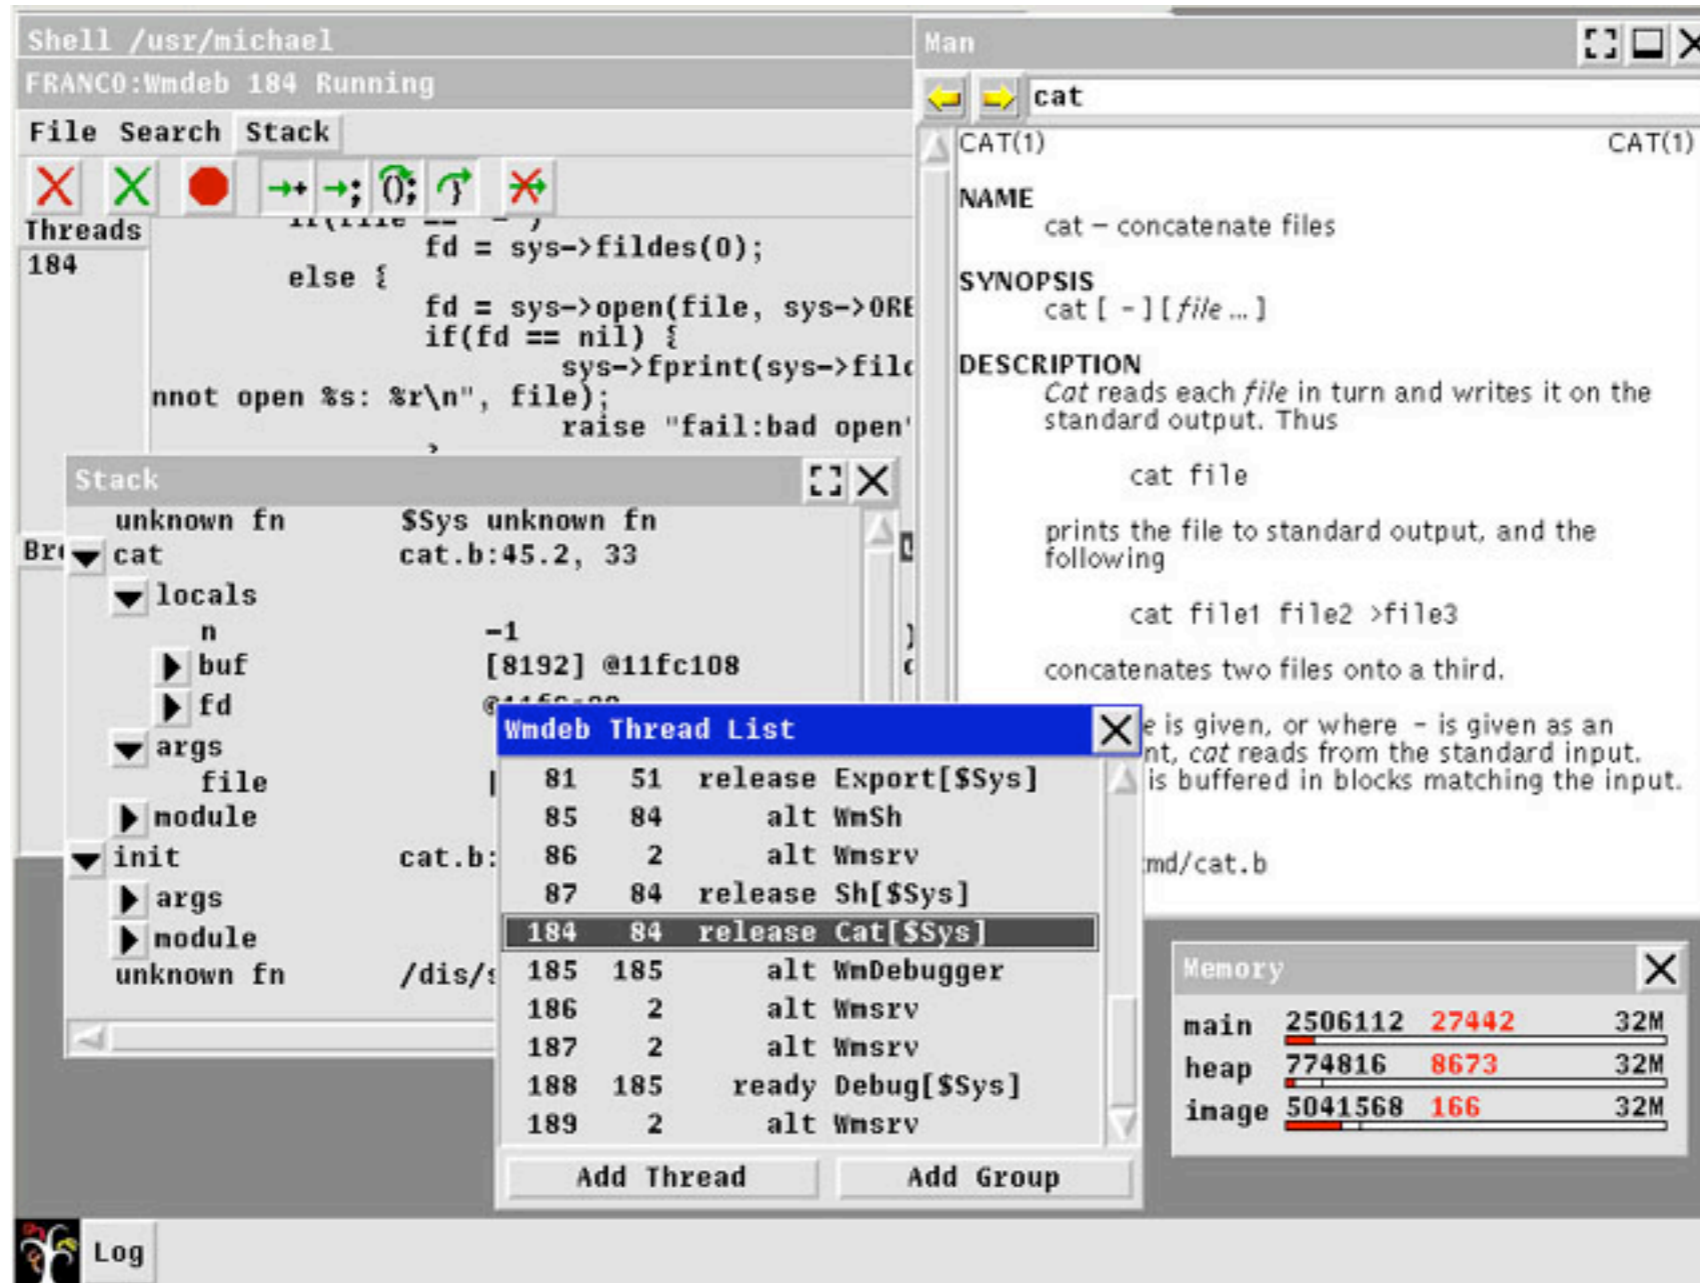 Shell /usr/michael
FRANCO:Wmdeb 184 Running
File Search Stack
Threads
184
fd = sys->fildes(0);
else {
fd = sys->open(file, sys->ORE
if(fd == nil) {
sys->fprint(sys->fild
nnot open %s: %r\n", file);
raise "fail:bad open"
Stack
unknown fn $Sys unknown fn
cat cat.b:45.2, 33
locals
n -1
buf [8192] @11fc108
fd
args
file
module
init cat.b:
args
module
unknown fn /dis/s
Wmdeb Thread List
81 51 release Export[$Sys]
85 84 alt WmSh
86 2 alt Wmsrv
87 84 release Sh[$Sys]
184 84 release Cat[$Sys]
185 185 alt WmDebugger
186 2 alt Wmsrv
187 2 alt Wmsrv
188 185 ready Debug[$Sys]
189 2 alt Wmsrv
Add Thread Add Group
Man
cat
CAT(1) CAT(1)
NAME
cat – concatenate files
SYNOPSIS
cat [ – ] [ file ... ]
DESCRIPTION
Cat reads each file in turn and writes it on the
standard output. Thus
cat file
prints the file to standard output, and the
following
cat file1 file2 >file3
concatenates two files onto a third.
e is given, or where – is given as an
nt, cat reads from the standard input.
is buffered in blocks matching the input.
md/cat.b
Memory
main 2506112 27442 32M
heap 774816 8673 32M
image 5041568 166 32M
Log